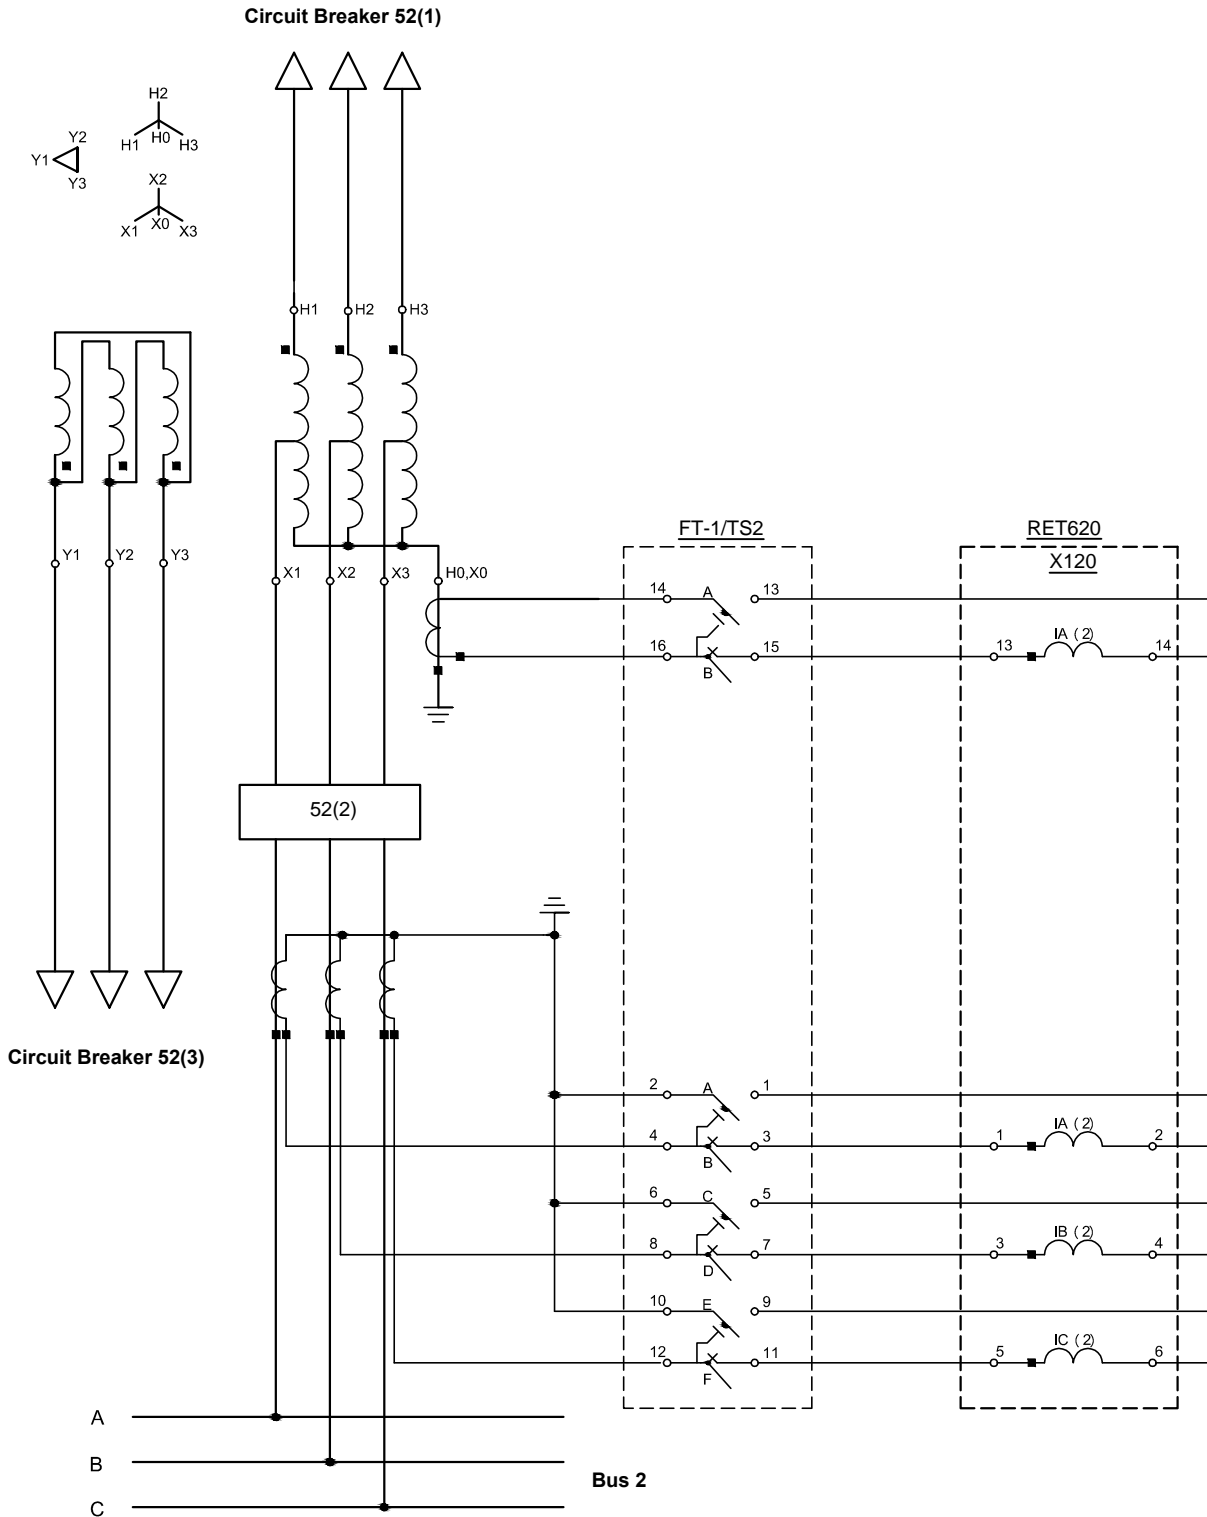 Circuit Breaker 52(1)
H2
H1 H0 H3
Y2
Y1
Y3
X2
X1 X0 X3
H1 H2 H3
Y1 Y2 Y3
X1 X2 X3 H0,X0
FT-1/TS2
RET620
X120
14 A 13
IA (2)
16 15 13 14
B
52(2)
Circuit Breaker 52(3)
2 A 1
IA (2)
4 3 1 2
B
6 C 5
IB (2)
8 7 3 4
D
10 E 9
IC (2)
12 11 5 6
F
A
B
Bus 2
C